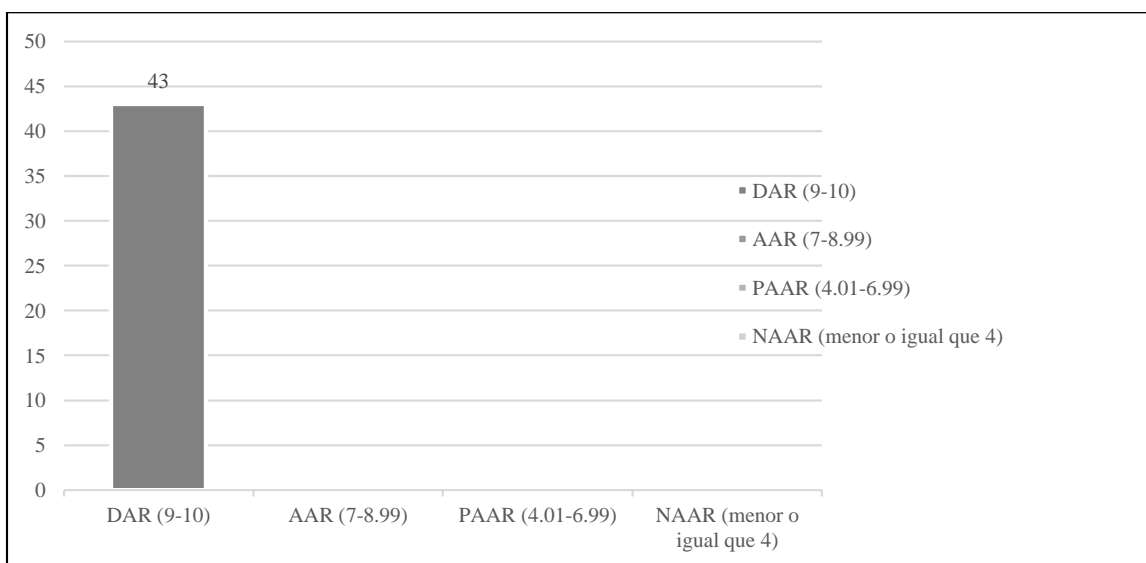 50
45
40
35
30
25
20
15
10
5
0
43
DAR (9-10)
AAR (7-8.99)
PAAR (4.01-6.99)
NAAR (menor o
igual que 4)
DAR (9-10)
AAR (7-8.99)
PAAR (4.01-6.99)
NAAR (menor o igual que 4)